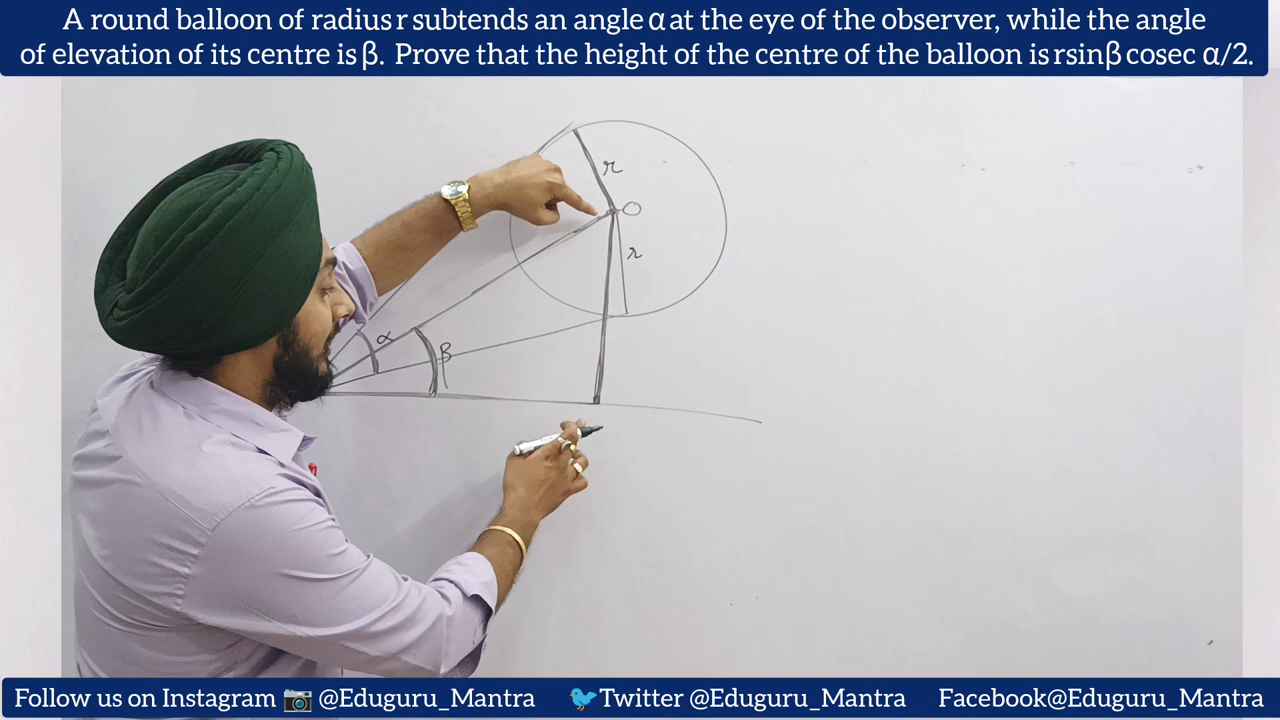 A round balloon of radius r subtends an angle α at the eye of the observer, while the angle
of elevation of its centre is β. Prove that the height of the centre of the balloon is rsinβ cosec α/2.
r
O
r
α
β
Follow us on Instagram 📷 @Eduguru_Mantra 🐦Twitter @Eduguru_Mantra Facebook@Eduguru_Mantra